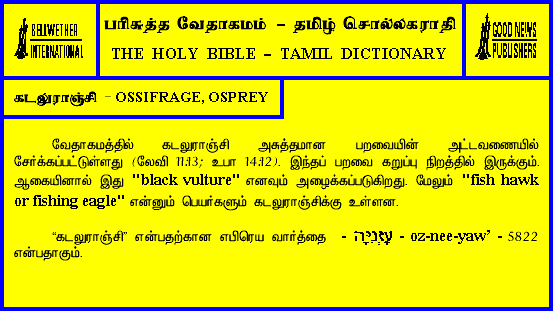 BELLWETHER
INTERNATIONAL
பரிசுத்த வேதாகமம் – தமிழ் சொல்லகராதி
THE HOLY BIBLE – TAMIL DICTIONARY
GOOD NEWS
PUBLISHERS
கடலுராஞ்சி – OSSIFRAGE, OSPREY
வேதாகமத்தில் கடலுராஞ்சி அசுத்தமான பறவையின் அட்டவணையில்
சேர்க்கப்பட்டுள்ளது (லேவி 11:13; உபா 14:12). இந்தப் பறவை கறுப்பு நிறத்தில் இருக்கும்.
ஆகையினால் இது "black vulture" எனவும் அழைக்கப்படுகிறது. மேலும் "fish hawk
or fishing eagle" என்னும் பெயர்களும் கடலுராஞ்சிக்கு உள்ளன.
“கடலுராஞ்சி” என்பதற்கான எபிரெய வார்த்தை - עׇזְנִיָּה - oz-nee-yaw’ - 5822
என்பதாகும்.